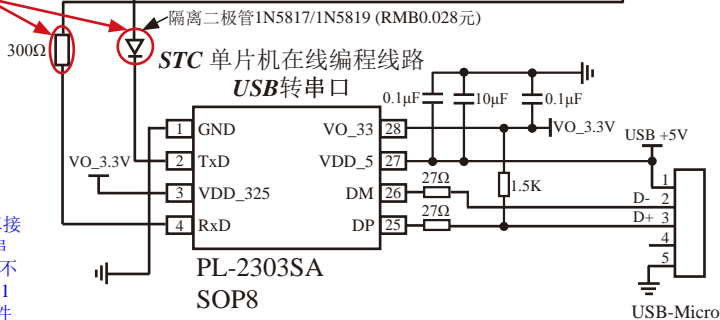 隔离二极管1N5817/1N5819 (RMB0.028元)
300Ω
STC 单片机在线编程线路
USB转串口
0.1μF
10μF
0.1μF
1 GND
VO_33 28
VO_3.3V
USB +5V
VO_3.3V
2 TxD
VDD_5 27
27Ω
1.5K
1
3 VDD_325
DM 26
D- 2
27Ω
D+ 3
4 RxD
DP 25
4
5
接
串
不
1
件
PL-2303SA
SOP8
USB-Micro